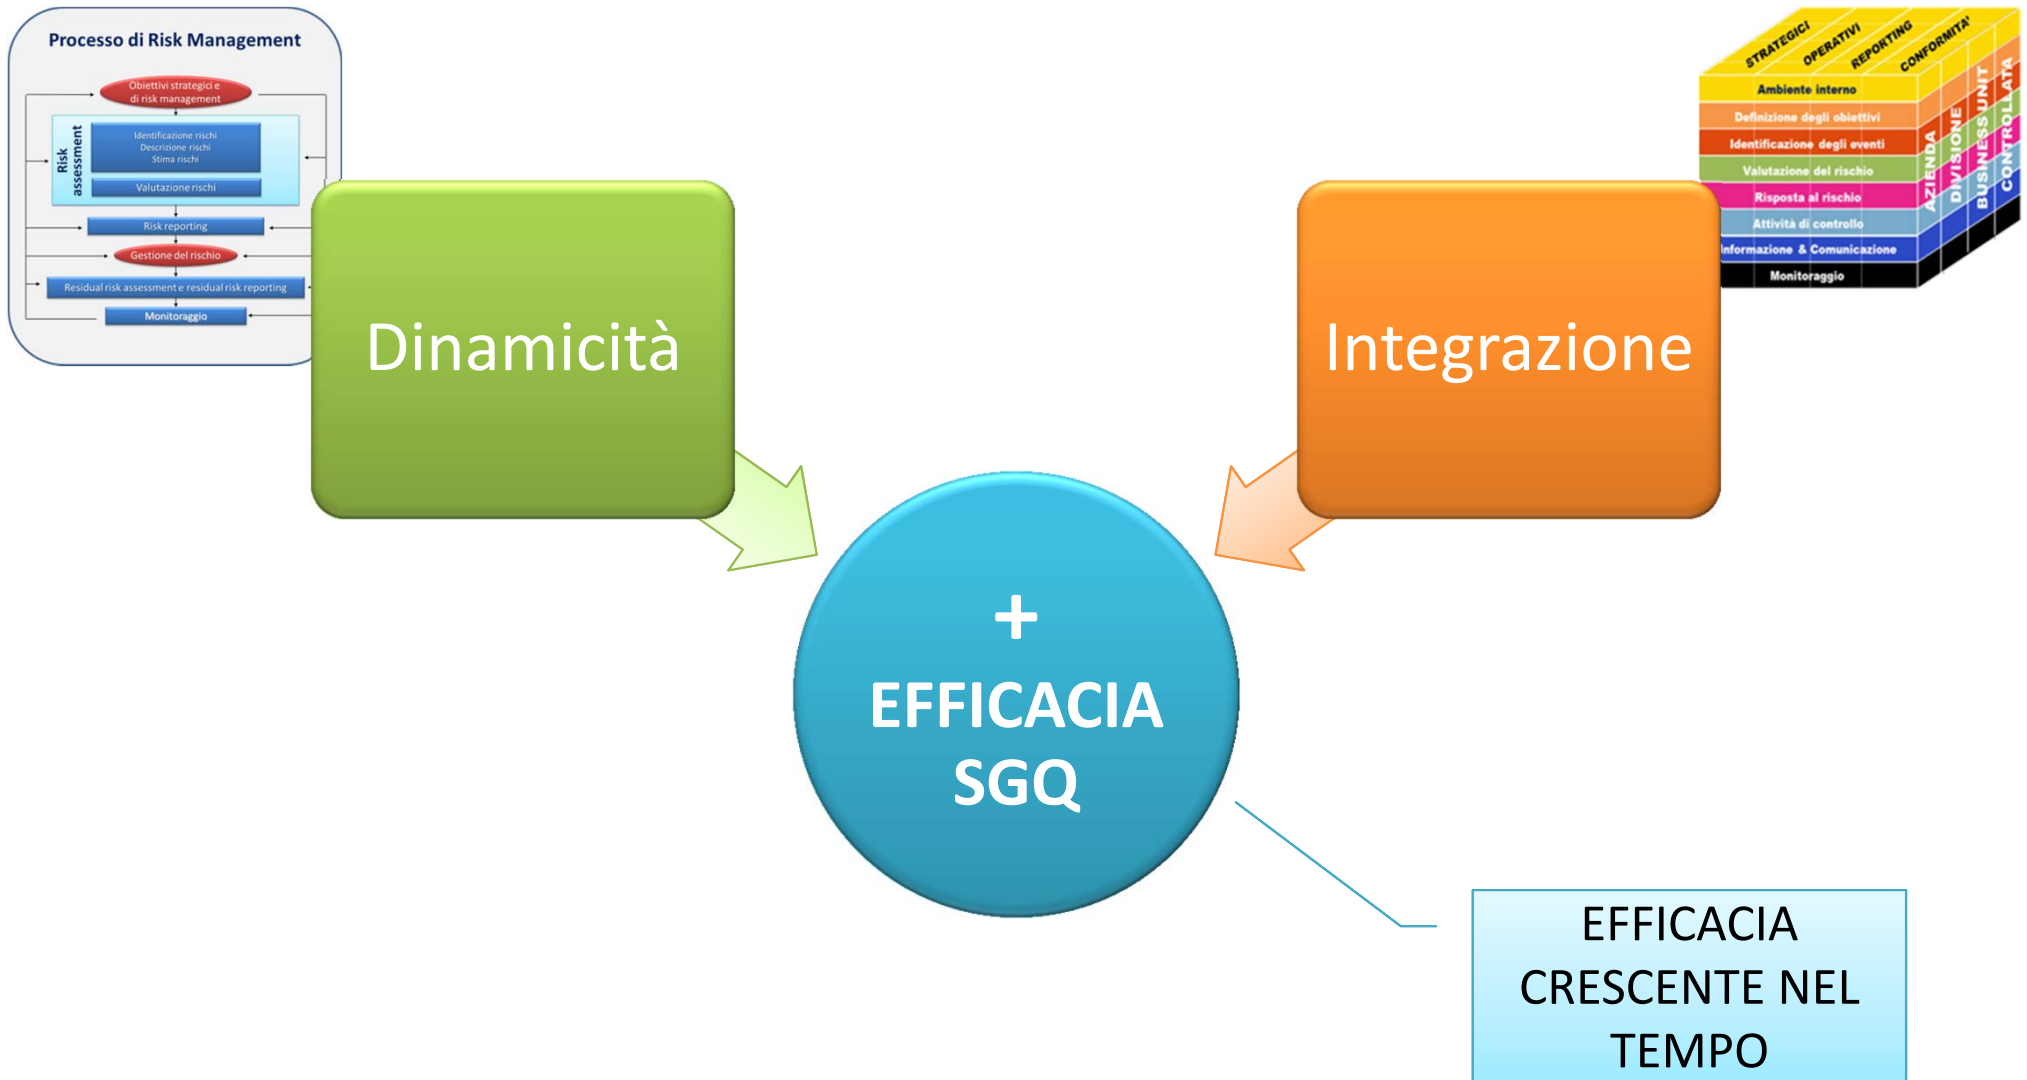 Processo di Risk Management
Obiettivi strategici e
di risk management
Risk
assessment
Identificazione rischi
Descrizione rischi
Stima rischi
Valutazione rischi
Risk reporting
Gestione del rischio
Residual risk assessment e residual risk reporting
Monitoraggio
STRATEGICI
OPERATIVI
REPORTING
CONFORMITA'
Ambiente interno
Definizione degli obiettivi
Identificazione degli eventi
Valutazione del rischio
Risposta al rischio
Attività di controllo
Informazione & Comunicazione
Monitoraggio
AZIENDA
DIVISIONE
BUSINESS UNIT
CONTROLLATA
Dinamicità
Integrazione
+
EFFICACIA
SGQ
EFFICACIA
CRESCENTE NEL
TEMPO